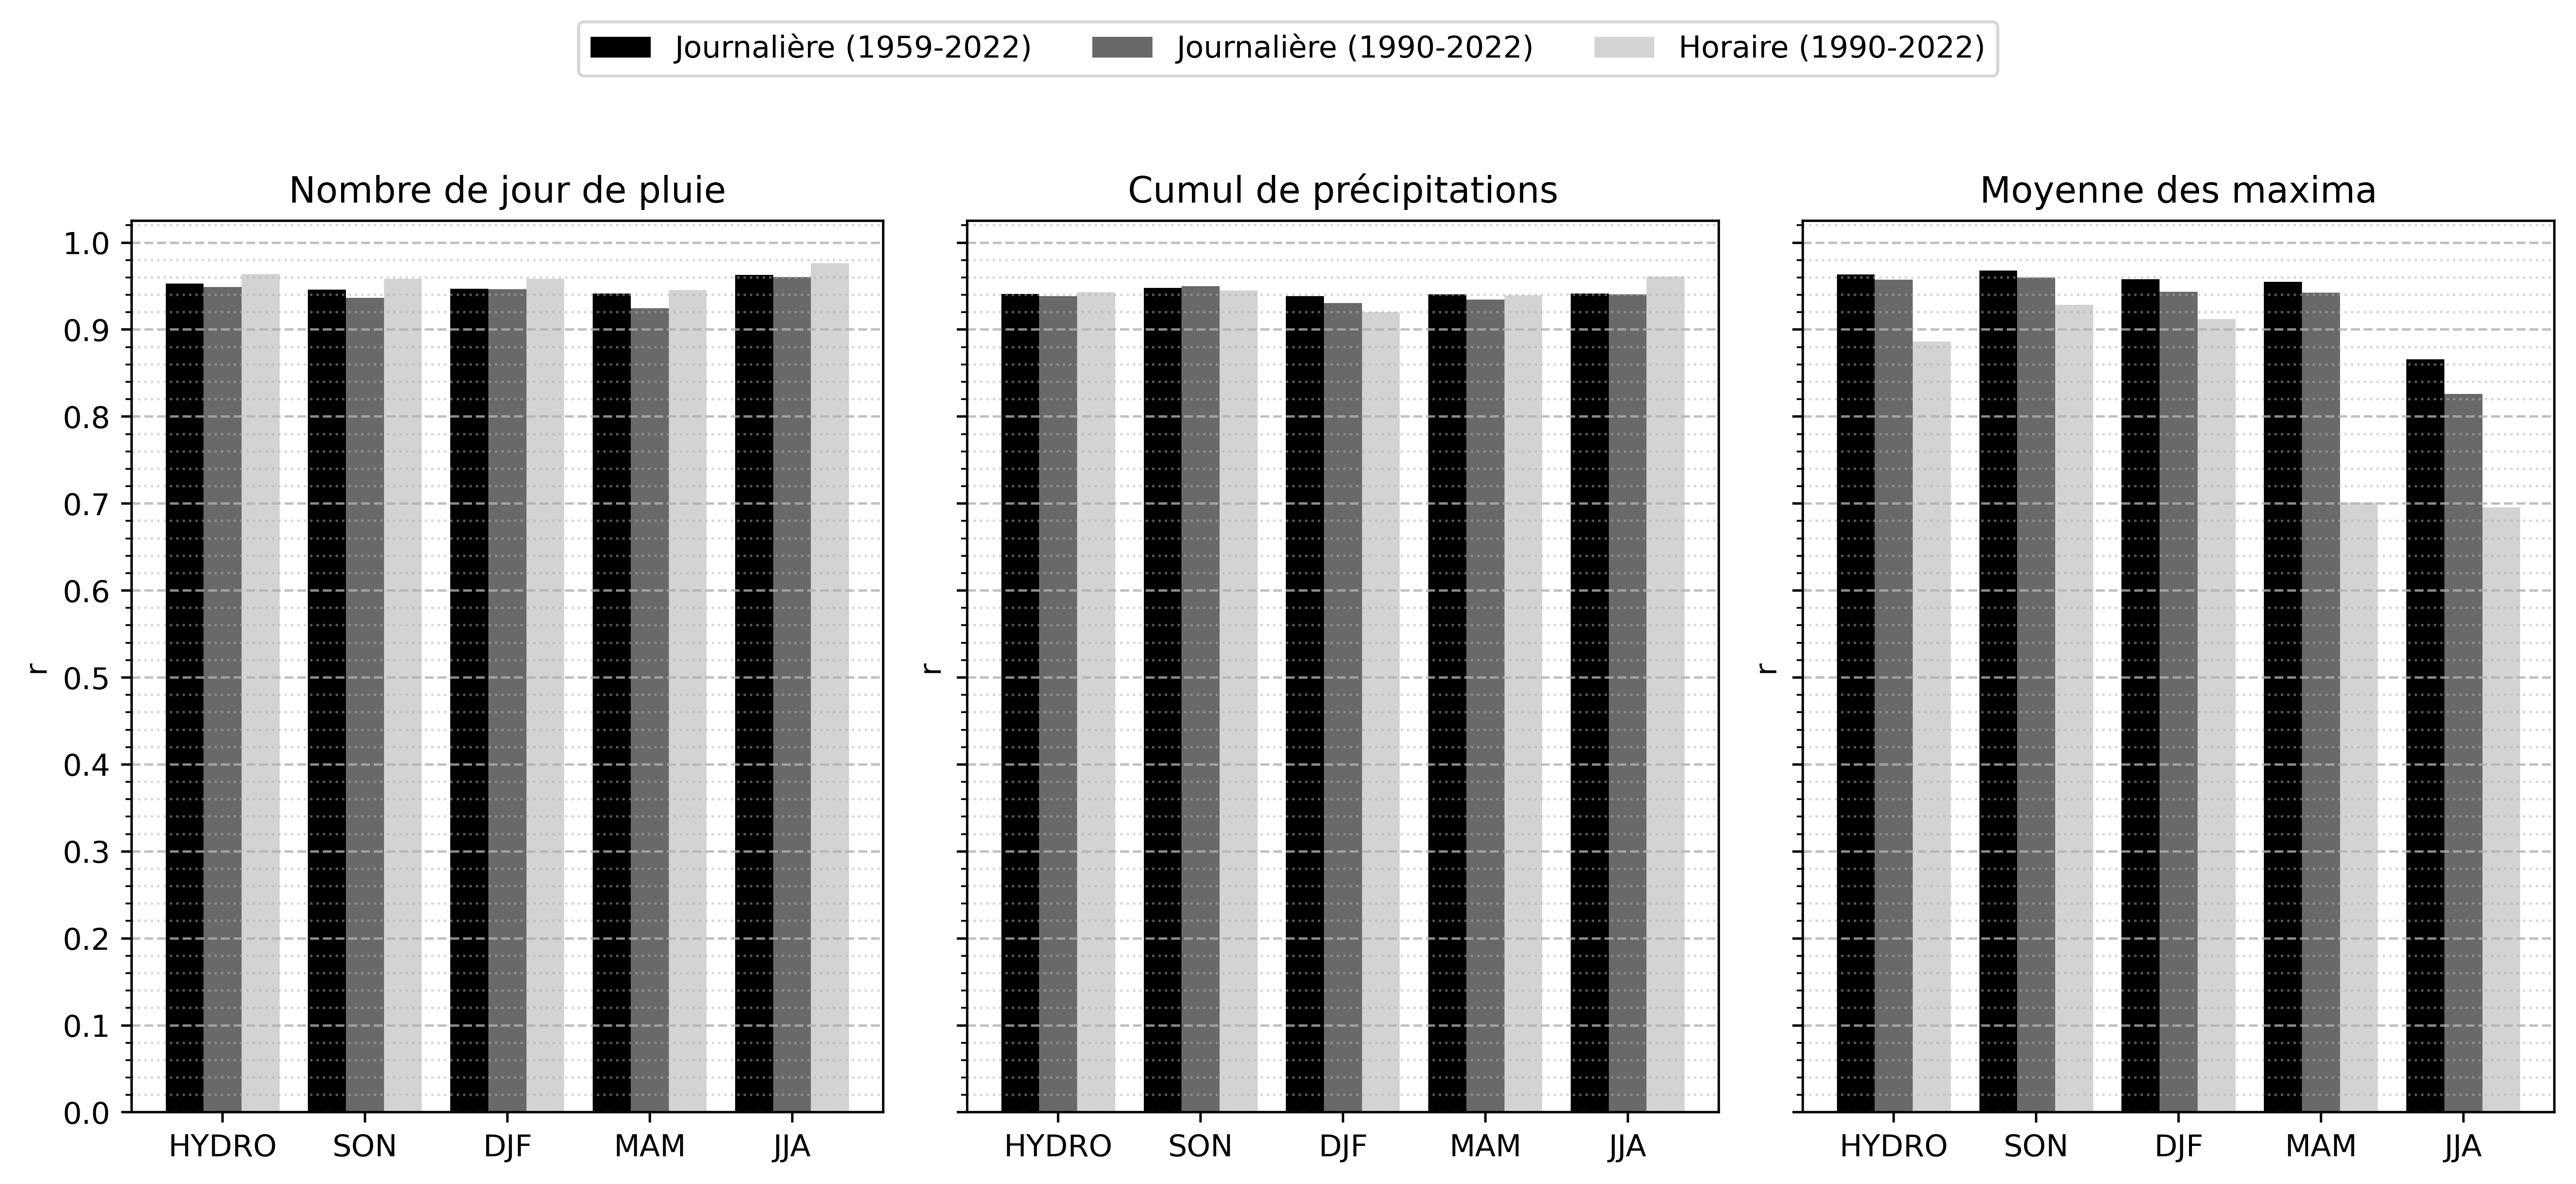 Journalière (1959-2022) Journalière (1990-2022) Horaire (1990-2022)
Nombre de jour de pluie
Cumul de précipitations
Moyenne des maxima
r
1.0
0.9
0.8
0.7
0.6
0.5
0.4
0.3
0.2
0.1
0.0
HYDRO SON DJF MAM JJA
r
HYDRO SON DJF MAM JJA
r
HYDRO SON DJF MAM JJA